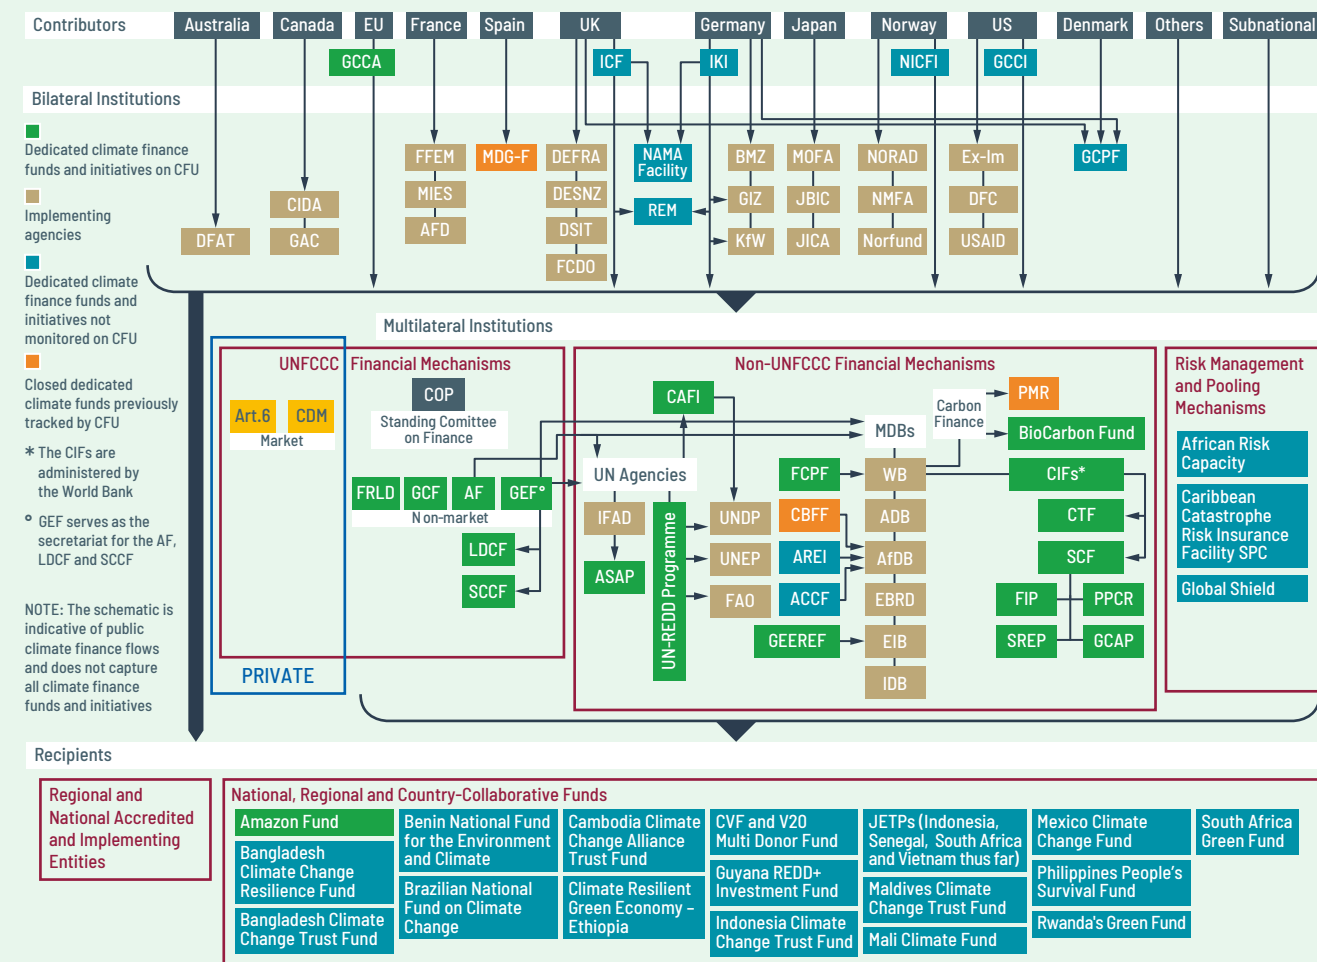 Contributors
Australia
Canada
EU
France
Spain
UK
Germany
Japan
Norway
US
Denmark
Others
Subnational
GCCA
ICF
IKI
NICFI
GCCI
Bilateral Institutions
Dedicated climate finance
funds and initiatives on CFU
Implementing
agencies
Dedicated climate
finance funds and
initiatives not
monitored on CFU
Closed dedicated
climate funds previously
tracked by CFU
* The CIFs are
administered by
the World Bank
° GEF serves as the
secretariat for the AF,
LDCF and SCCF
NOTE: The schematic is
indicative of public
climate finance flows
and does not capture
all climate finance
funds and initiatives
DFAT
CIDA
GAC
FFEM
MIES
AFD
MDG-F
DEFRA
DESNZ
DSIT
FCDO
NAMA
Facility
REM
BMZ
GIZ
KfW
MOFA
JBIC
JICA
NORAD
NMFA
Norfund
Ex-Im
DFC
USAID
GCPF
Multilateral Institutions
UNFCCC Financial Mechanisms
COP
Standing Comittee
on Finance
Art.6
CDM
Market
FRLD
GCF
AF
GEF°
Non-market
LDCF
SCCF
PRIVATE
Non-UNFCCC Financial Mechanisms
CAFI
UN Agencies
IFAD
ASAP
UN-REDD Programme
UNDP
UNEP
FAO
FCPF
CBFF
AREI
ACCF
GEEREF
MDBs
WB
ADB
AfDB
EBRD
EIB
IDB
Carbon
Finance
PMR
BioCarbon Fund
CIFs*
CTF
SCF
FIP
PPCR
SREP
GCAP
Risk Management
and Pooling
Mechanisms
African Risk
Capacity
Caribbean
Catastrophe
Risk Insurance
Facility SPC
Global Shield
Recipients
Regional and
National Accredited
and Implementing
Entities
National, Regional and Country-Collaborative Funds
Amazon Fund
Bangladesh
Climate Change
Resilience Fund
Bangladesh Climate
Change Trust Fund
Benin National Fund
for the Environment
and Climate
Brazilian National
Fund on Climate
Change
Cambodia Climate
Change Alliance
Trust Fund
Climate Resilient
Green Economy –
Ethiopia
CVF and V20
Multi Donor Fund
Guyana REDD+
Investment Fund
Indonesia Climate
Change Trust Fund
JETPs (Indonesia,
Senegal, South Africa
and Vietnam thus far)
Maldives Climate
Change Trust Fund
Mali Climate Fund
Mexico Climate
Change Fund
Philippines People's
Survival Fund
Rwanda's Green Fund
South Africa
Green Fund